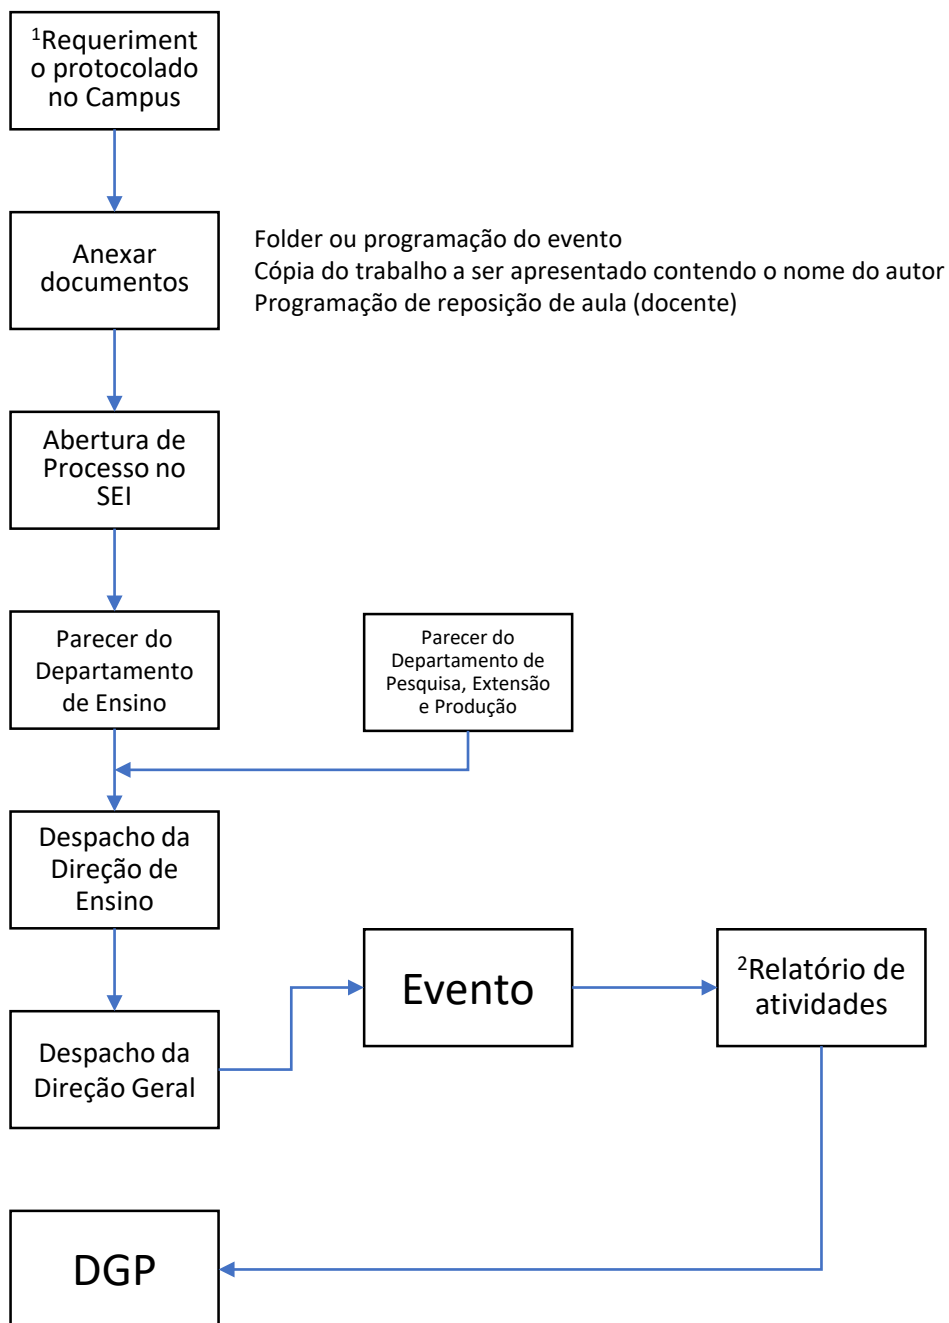 ¹Requeriment
o protocolado
no Campus
Anexar
documentos
Folder ou programação do evento
Cópia do trabalho a ser apresentado contendo o nome do autor
Programação de reposição de aula (docente)
Abertura de
Processo no
SEI
Parecer do
Departamento
de Ensino
Parecer do
Departamento de
Pesquisa, Extensão
e Produção
Despacho da
Direção de
Ensino
Despacho da
Direção Geral
Evento
²Relatório de
atividades
DGP